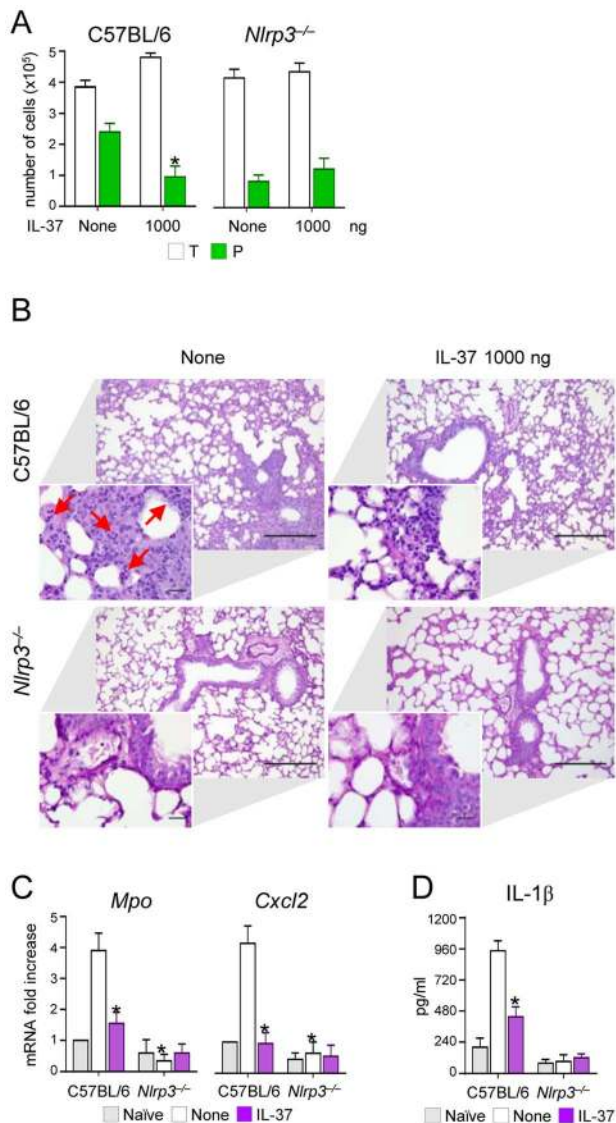 A
C57BL/6 Nlrp3–/–
number of cells (x10⁵)
5
4
3
2
1
0
*
IL-37 None 1000 None 1000 ng
T P
B
None IL-37 1000 ng
C57BL/6
Nlrp3–/–
C
Mpo Cxcl2
mRNA fold increase
5
4
3
2
1
0
* * * *
C57BL/6 Nlrp3–/– C57BL/6 Nlrp3–/–
Naïve None IL-37
D
IL-1β
pg/ml
1200
960
720
480
240
0
*
C57BL/6 Nlrp3–/–
Naïve None IL-37